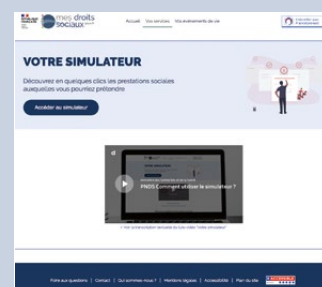 mes droits
sociaux
Accueil Vos services Vos évènements de vie
VOTRE SIMULATEUR
Découvrez en quelques clics les prestations sociales
auxquelles vous pourriez prétendre
Accéder au simulateur
PNDS Comment utiliser le simulateur ?
Foire aux questions | Contact | Qui sommes-nous ? | Mentions légales | Accessibilité | Plan du site